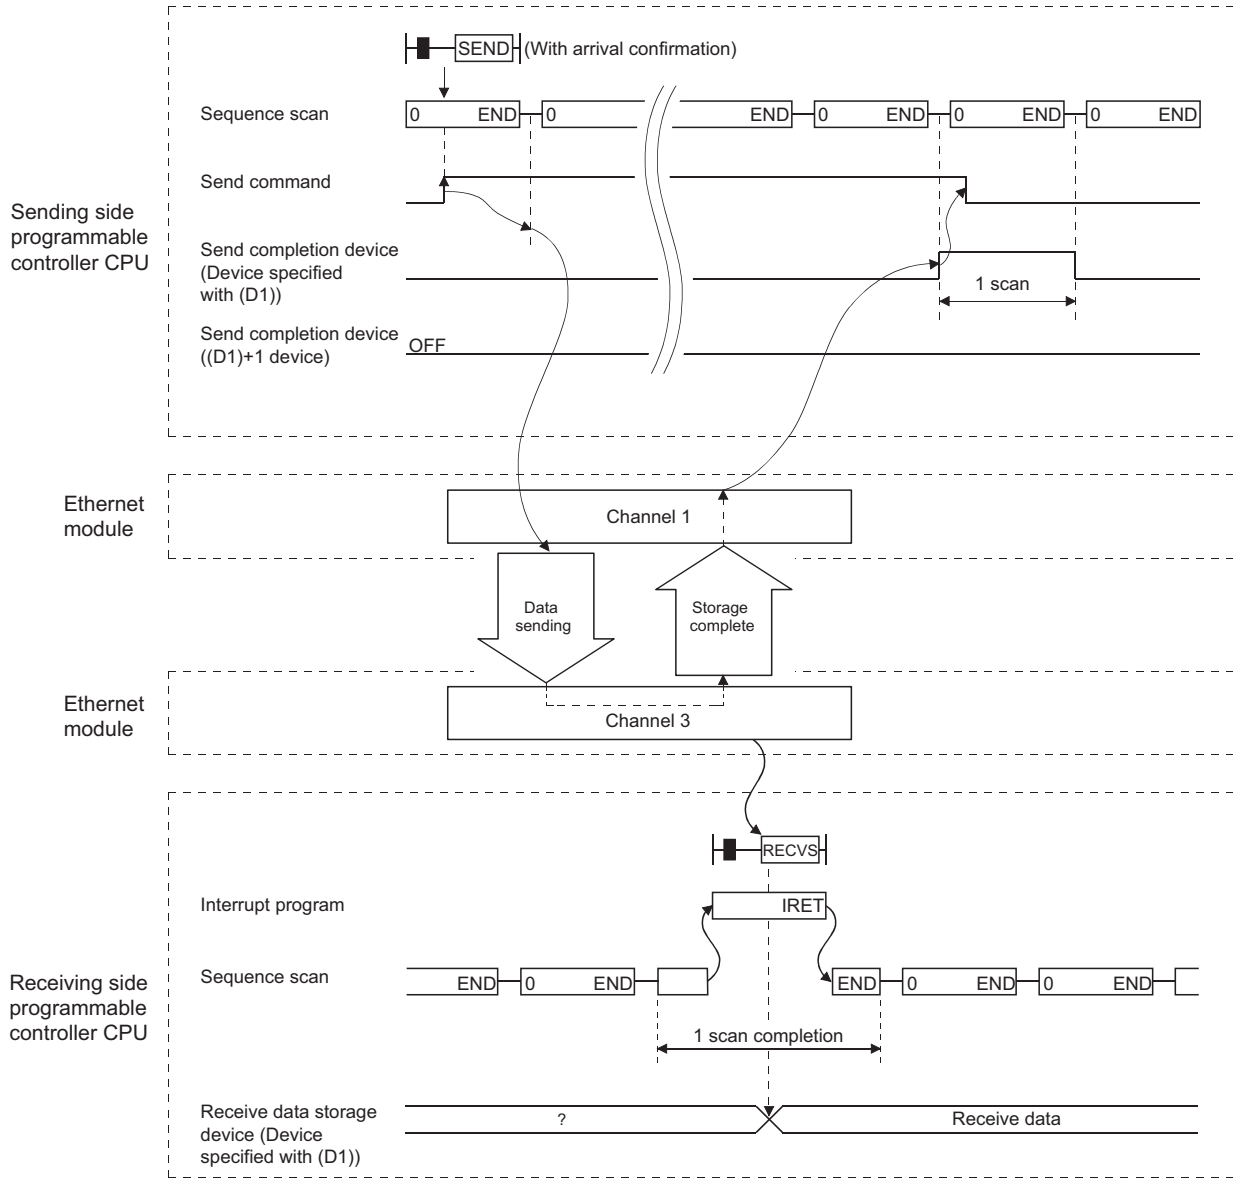 SEND (With arrival confirmation)
Sequence scan
0 END 0 END 0 END 0 END 0 END
Send command
Sending side
programmable
controller CPU
Send completion device
(Device specified
with (D1))
1 scan
Send completion device
((D1)+1 device)
OFF
Ethernet
module
Channel 1
Data
sending
Storage
complete
Ethernet
module
Channel 3
RECVS
Interrupt program
IRET
Receiving side
programmable
controller CPU
Sequence scan
END 0 END END 0 END 0 END
1 scan completion
Receive data storage
device (Device
specified with (D1))
?
Receive data